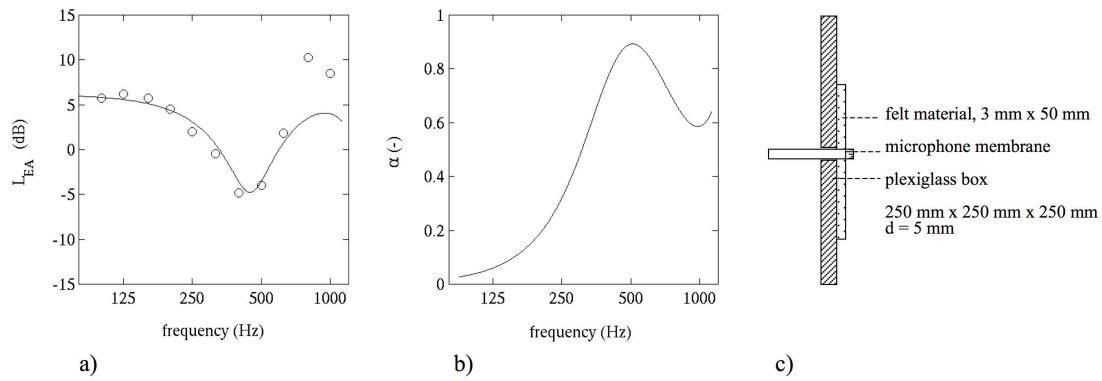 15
10
5
0
-5
-10
-15
L_EA (dB)
125 250 500 1000
frequency (Hz)
a)
1
0.8
0.6
0.4
0.2
0
α (-)
125 250 500 1000
frequency (Hz)
b)
felt material, 3 mm x 50 mm
microphone membrane
plexiglass box
250 mm x 250 mm x 250 mm
d = 5 mm
c)